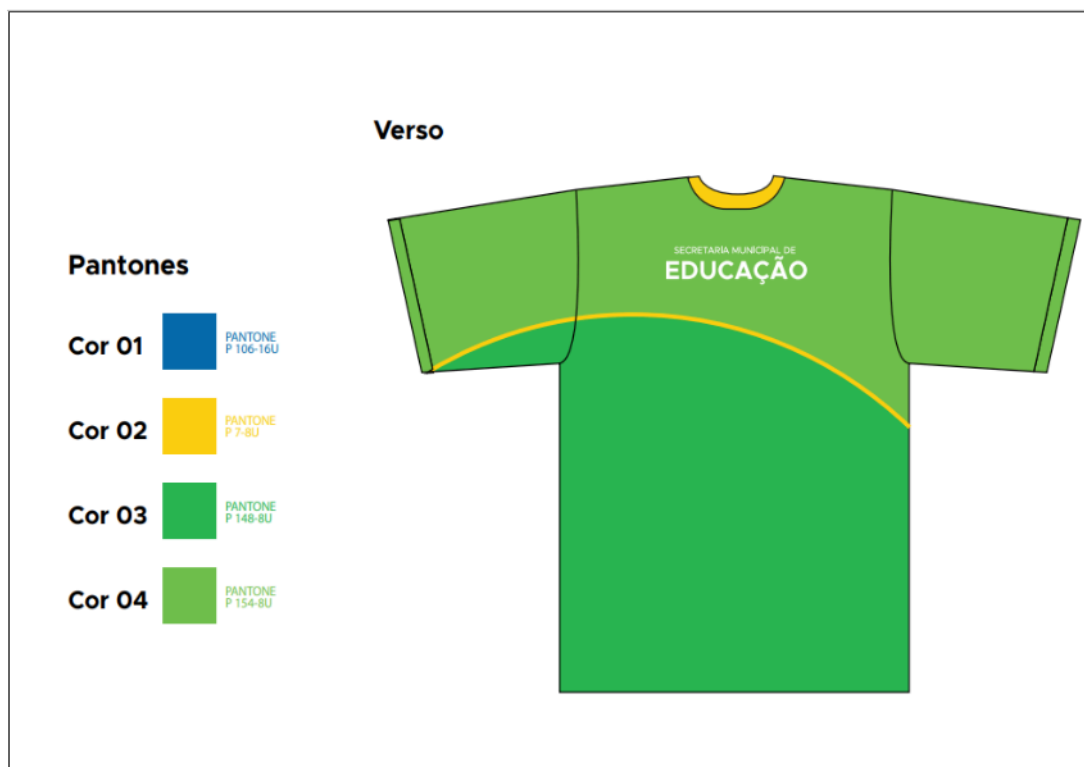 Verso
SECRETARIA MUNICIPAL DE
EDUCAÇÃO
Pantones
Cor 01
PANTONE
P 106-16U
Cor 02
PANTONE
P 7-8U
Cor 03
PANTONE
P 148-8U
Cor 04
PANTONE
P 154-8U